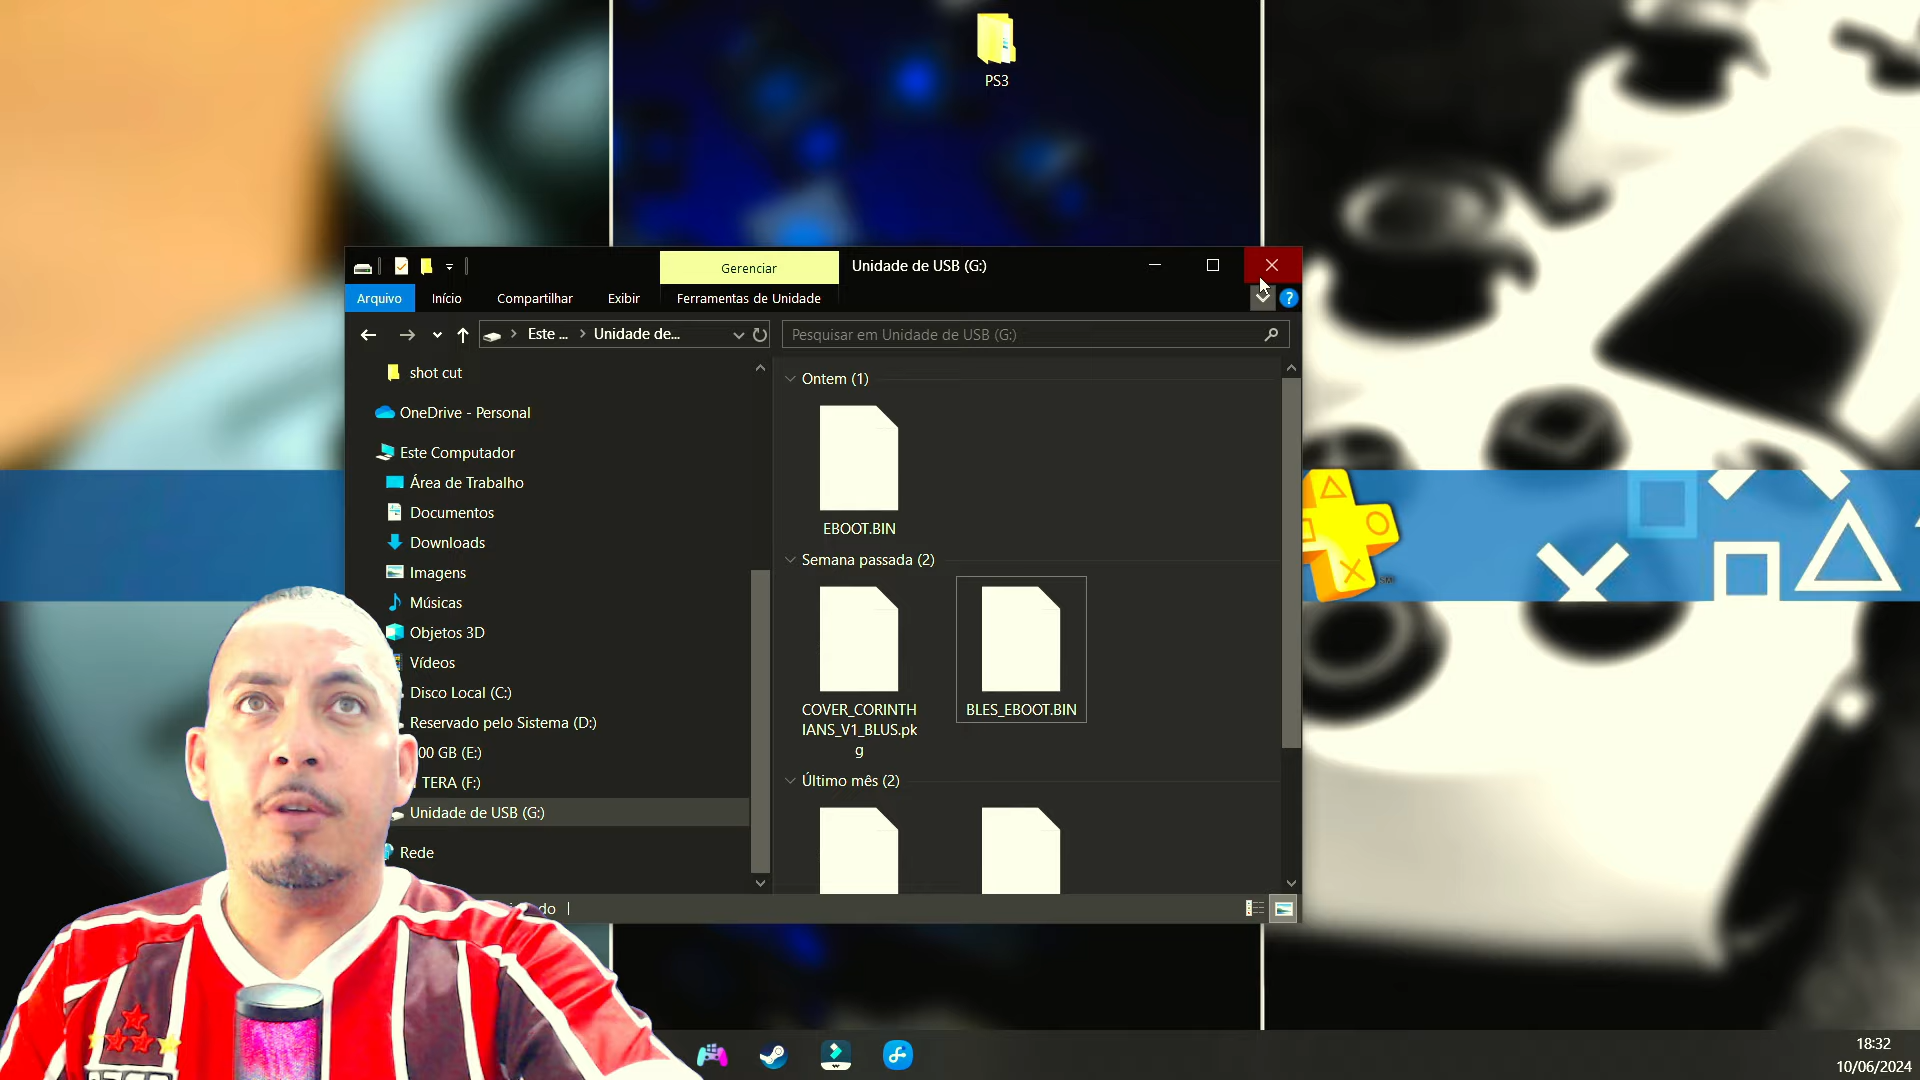 PS3
Gerenciar
Unidade de USB (G:)
Arquivo
Início
Compartilhar
Exibir
Ferramentas de Unidade
Este ...
Unidade de...
Pesquisar em Unidade de USB (G:)
shot cut
OneDrive - Personal
Este Computador
Área de Trabalho
Documentos
Downloads
Imagens
Músicas
Objetos 3D
Vídeos
Disco Local (C:)
Reservado pelo Sistema (D:)
00 GB (E:)
TERA (F:)
Unidade de USB (G:)
Rede
Ontem (1)
EBOOT.BIN
Semana passada (2)
COVER_CORINTH
IANS_V1_BLUS.pk
g
BLES_EBOOT.BIN
Último mês (2)
do
18:32
10/06/2024